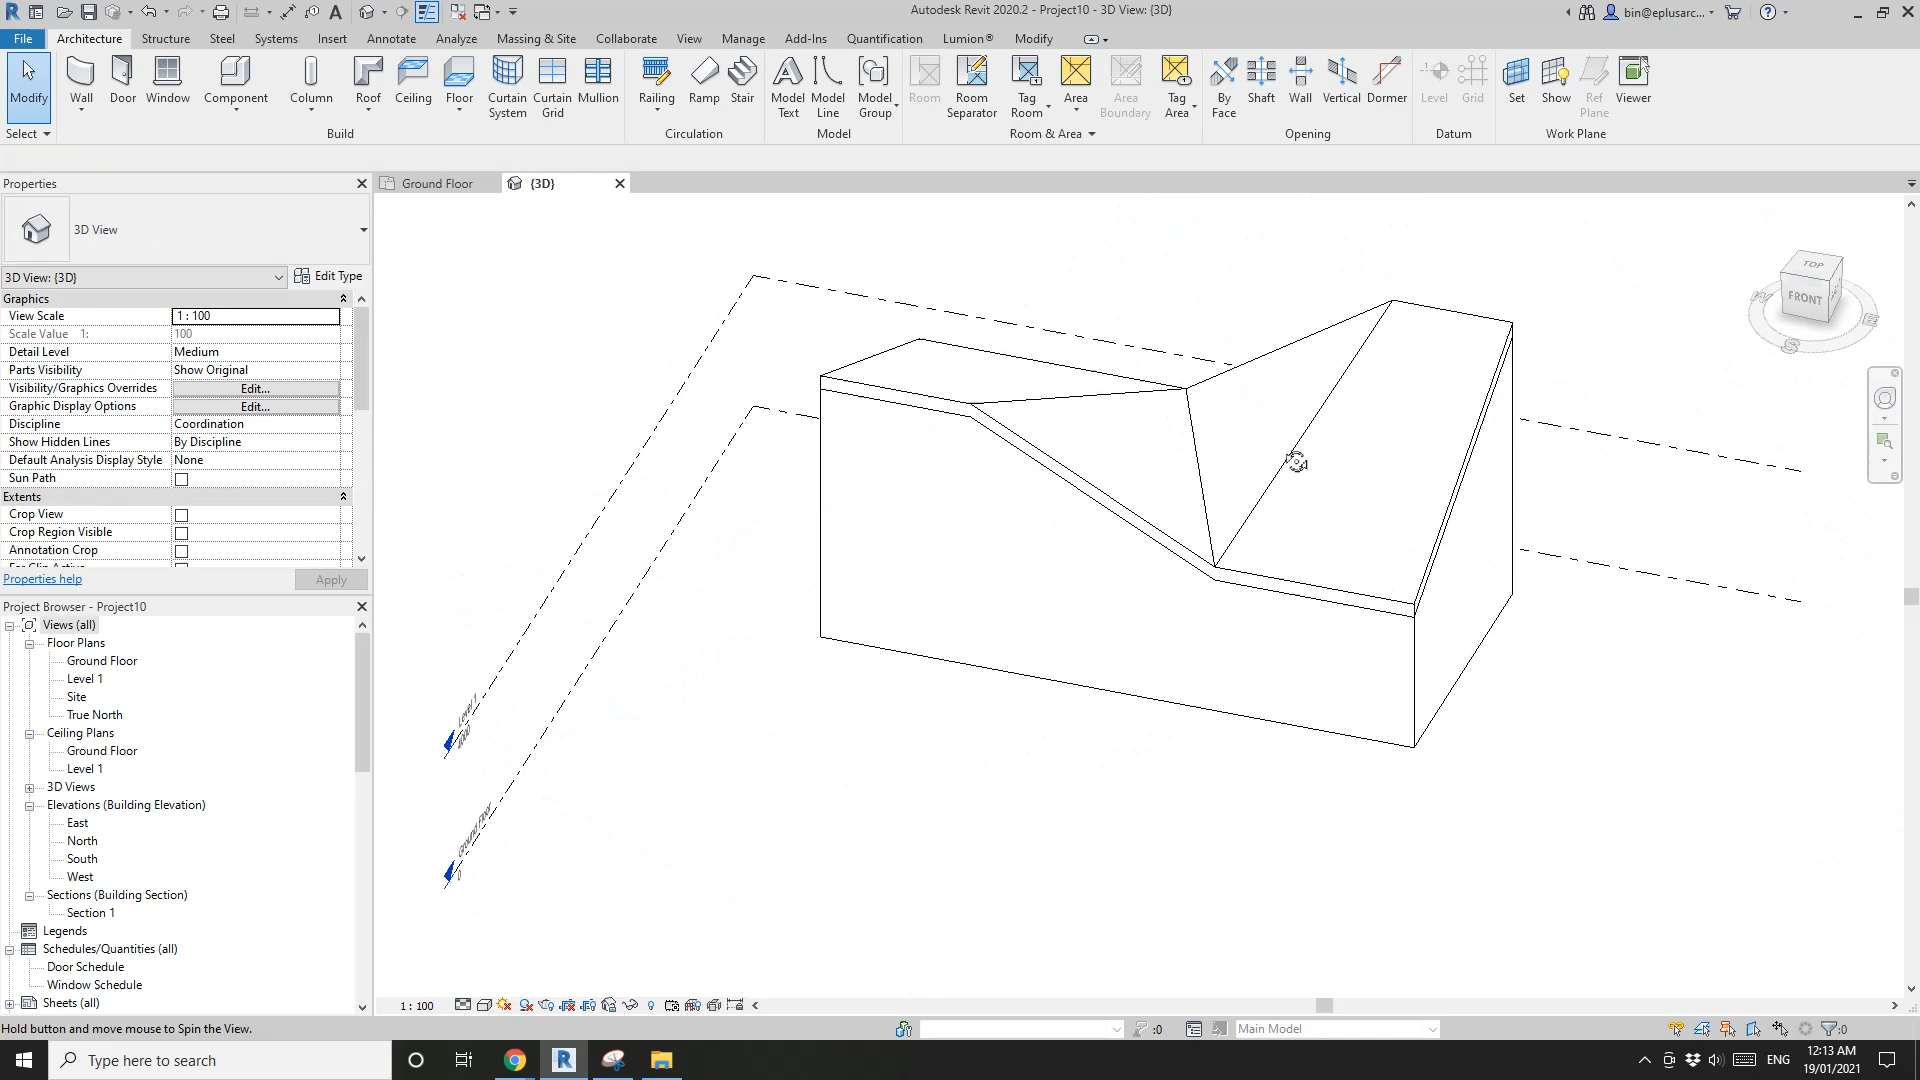 Autodesk Revit 2020.2 - Project10 - 3D View: {3D}
bin@eplusarc...
File Architecture Structure Steel Systems Insert Annotate Analyze Massing & Site Collaborate View Manage Add-Ins Quantification Lumion® Modify
Modify Wall Door Window Component Column Roof Ceiling Floor Curtain System Curtain Grid Mullion Railing Ramp Stair Model Text Model Line Model Group Room Room Separator Tag Room Area Area Boundary Tag Area By Face Shaft Wall Vertical Dormer Level Grid Set Show Ref Plane Viewer
Select Build Circulation Model Room & Area Opening Datum Work Plane
Properties
Ground Floor {3D}
3D View
3D View: {3D} Edit Type
Graphics
View Scale 1 : 100
Scale Value 1: 100
Detail Level Medium
Parts Visibility Show Original
Visibility/Graphics Overrides Edit...
Graphic Display Options Edit...
Discipline Coordination
Show Hidden Lines By Discipline
Default Analysis Display Style None
Sun Path
Extents
Crop View
Crop Region Visible
Annotation Crop
Properties help Apply
Project Browser - Project10
Views (all)
Floor Plans
Ground Floor
Level 1
Site
True North
Ceiling Plans
Ground Floor
Level 1
3D Views
Elevations (Building Elevation)
East
North
South
West
Sections (Building Section)
Section 1
Legends
Schedules/Quantities (all)
Door Schedule
Window Schedule
Sheets (all)
TOP
FRONT
W
S
E
Level 1
4000
Ground Floor
0
1 : 100
Hold button and move mouse to Spin the View.
:0
Main Model
:0
Type here to search
ENG
12:13 AM
19/01/2021